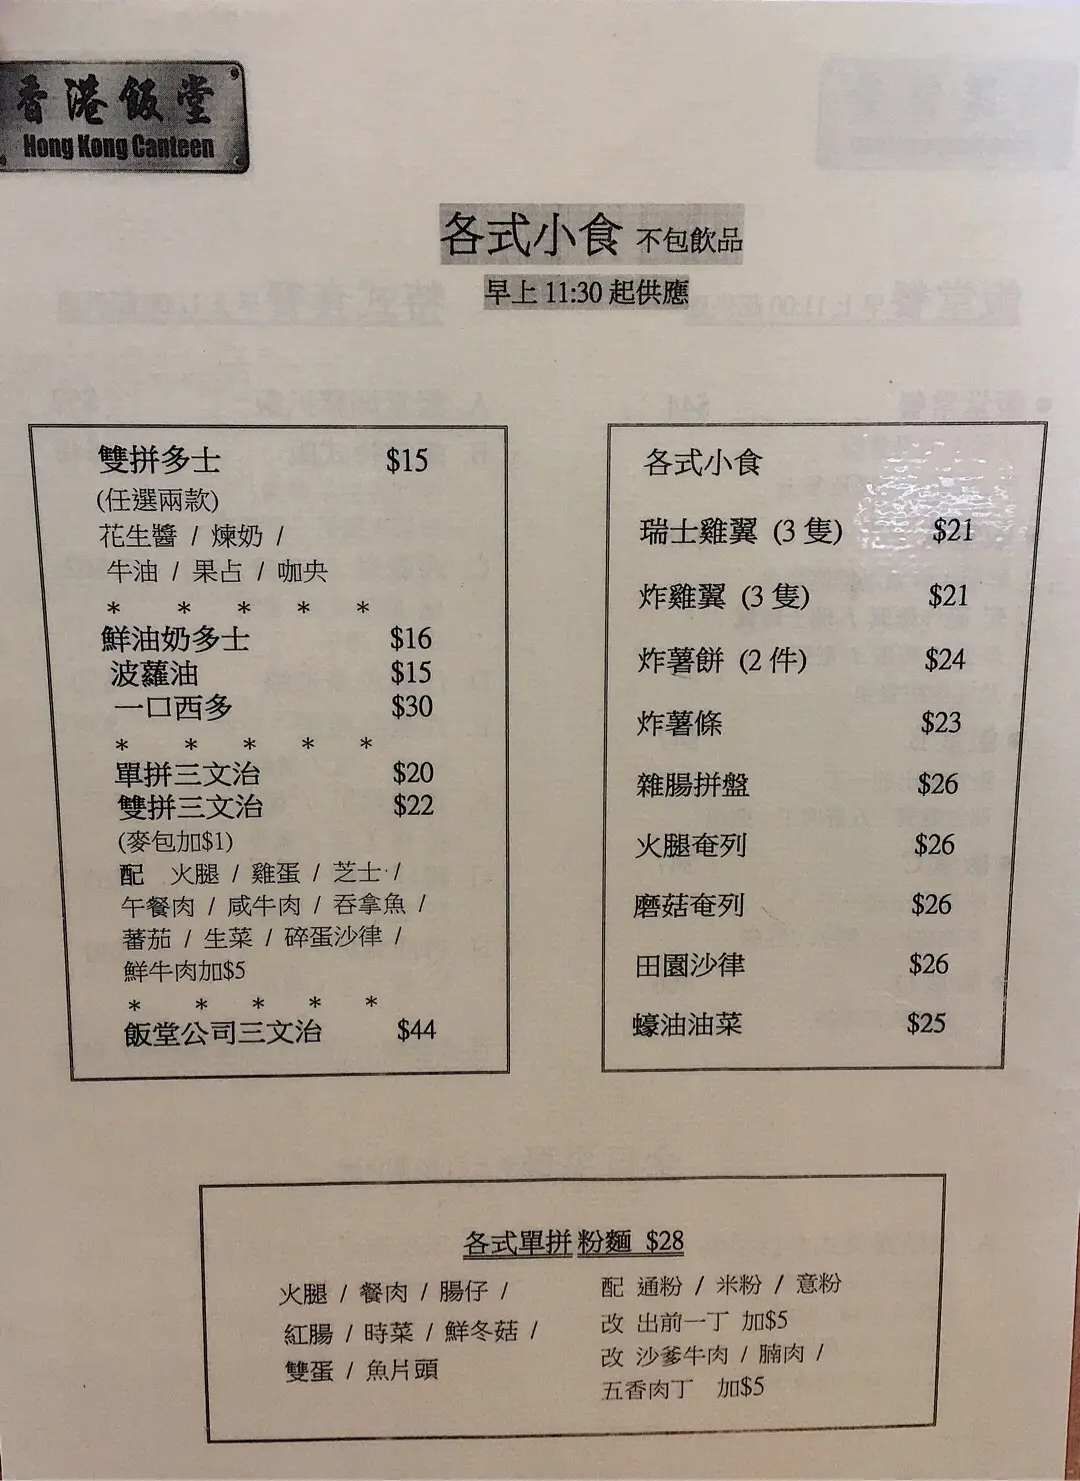 香港飯堂
Hong Kong Canteen
各式小食 不包飲品
早上 11:30 起供應
雙拼多士 $15
(任選兩款)
花生醬 / 煉奶 /
牛油 / 果占 / 咖央
* * * * *
鮮油奶多士 $16
波蘿油 $15
一口西多 $30
* * * * *
單拼三文治 $20
雙拼三文治 $22
(麥包加$1)
配 火腿 / 雞蛋 / 芝士 /
午餐肉 / 咸牛肉 / 吞拿魚 /
蕃茄 / 生菜 / 碎蛋沙律 /
鮮牛肉加$5
* * * * *
飯堂公司三文治 $44
各式小食
瑞士雞翼 (3 隻) $21
炸雞翼 (3 隻) $21
炸薯餅 (2 件) $24
炸薯條 $23
雜腸拼盤 $26
火腿奄列 $26
磨菇奄列 $26
田園沙律 $26
蠔油油菜 $25
各式單拼 粉麵 $28
火腿 / 餐肉 / 腸仔 /
紅腸 / 時菜 / 鮮冬菇 /
雙蛋 / 魚片頭
配 通粉 / 米粉 / 意粉
改 出前一丁 加$5
改 沙爹牛肉 / 腩肉 /
五香肉丁 加$5